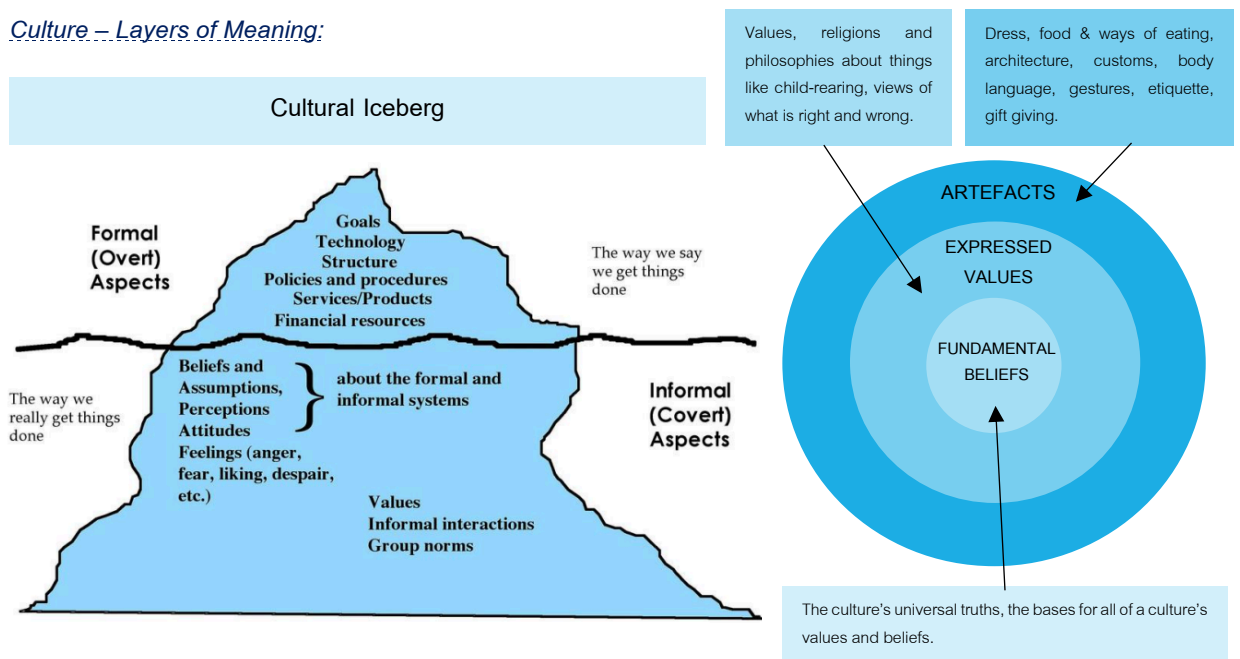 Culture – Layers of Meaning:
Cultural Iceberg
Formal
(Overt)
Aspects
Goals
Technology
Structure
Policies and procedures
Services/Products
Financial resources
The way we say
we get things
done
The way we
really get things
done
Beliefs and
Assumptions,
Perceptions
Attitudes
Feelings (anger,
fear, liking, despair,
etc.)
about the formal and
informal systems
Values
Informal interactions
Group norms
Informal
(Covert)
Aspects
Values, religions and
philosophies about things
like child-rearing, views of
what is right and wrong.
Dress, food & ways of eating,
architecture, customs, body
language, gestures, etiquette,
gift giving.
ARTEFACTS
EXPRESSED
VALUES
FUNDAMENTAL
BELIEFS
The culture’s universal truths, the bases for all of a culture’s
values and beliefs.